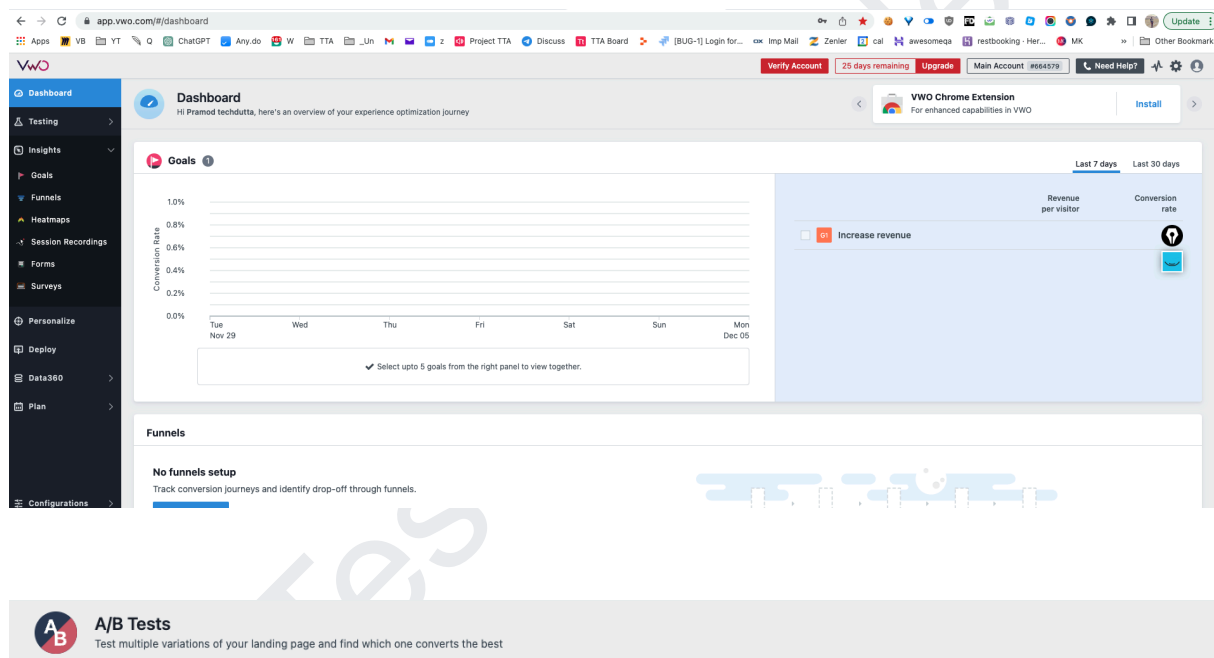 app.vwo.com/#/dashboard
Update
Apps VB YT Q ChatGPT Any.do W TTA _Un z Project TTA Discuss TTA Board [BUG-1] Login for... Imp Mail Zenler cal awesomeqa restbooking - Her... MK » Other Bookmark
VWO
Verify Account 25 days remaining Upgrade Main Account #664579 Need Help?
Dashboard
Testing
Insights
Goals
Funnels
Heatmaps
Session Recordings
Forms
Surveys
Personalize
Deploy
Data360
Plan
Configurations
Dashboard
Hi Pramod techdutta, here's an overview of your experience optimization journey
VWO Chrome Extension
For enhanced capabilities in VWO
Install
Goals 1
Last 7 days Last 30 days
Conversion Rate
1.0%
0.8%
0.6%
0.4%
0.2%
0.0%
Tue Wed Thu Fri Sat Sun Mon
Nov 29 Dec 05
Select upto 5 goals from the right panel to view together.
Revenue Conversion
per visitor rate
G1 Increase revenue
Funnels
No funnels setup
Track conversion journeys and identify drop-off through funnels.
Tes
AB
A/B Tests
Test multiple variations of your landing page and find which one converts the best